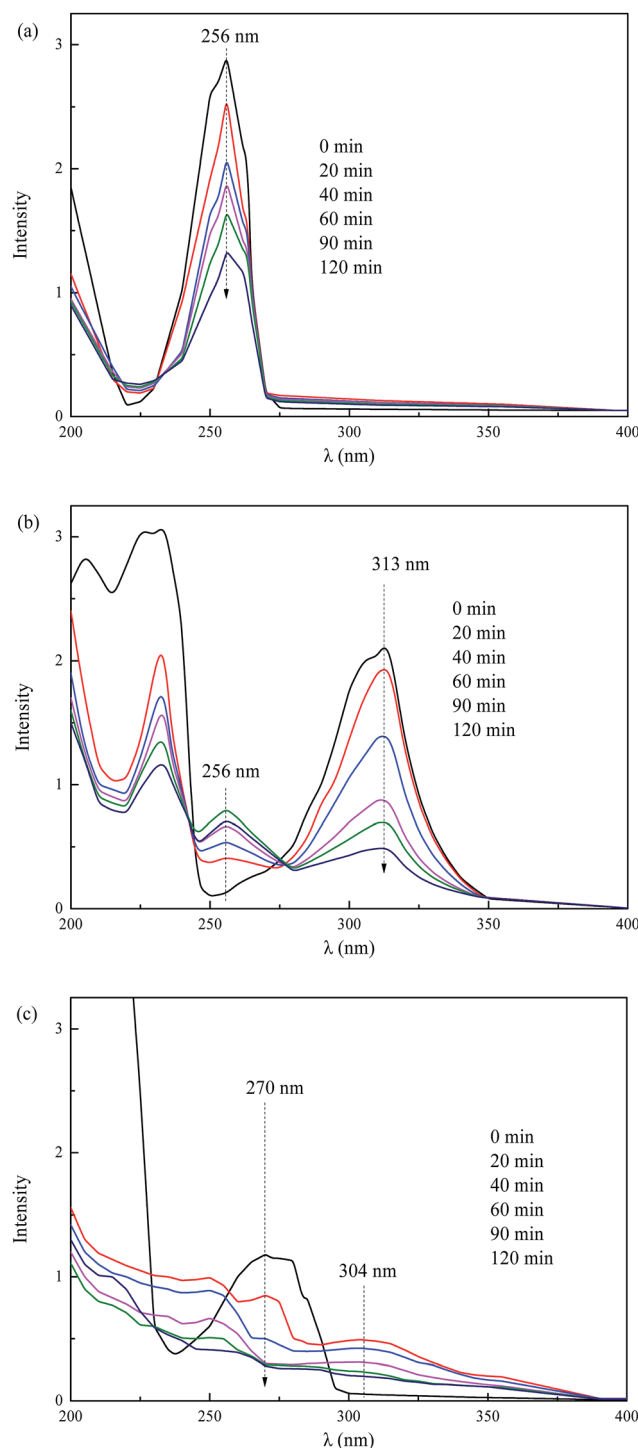 (a)
256 nm
3
2
1
0
Intensity
0 min
20 min
40 min
60 min
90 min
120 min
200
250
300
350
400
λ (nm)
(b)
313 nm
256 nm
3
2
1
0
Intensity
0 min
20 min
40 min
60 min
90 min
120 min
200
250
300
350
400
λ (nm)
(c)
270 nm
304 nm
3
2
1
0
Intensity
0 min
20 min
40 min
60 min
90 min
120 min
200
250
300
350
400
λ (nm)